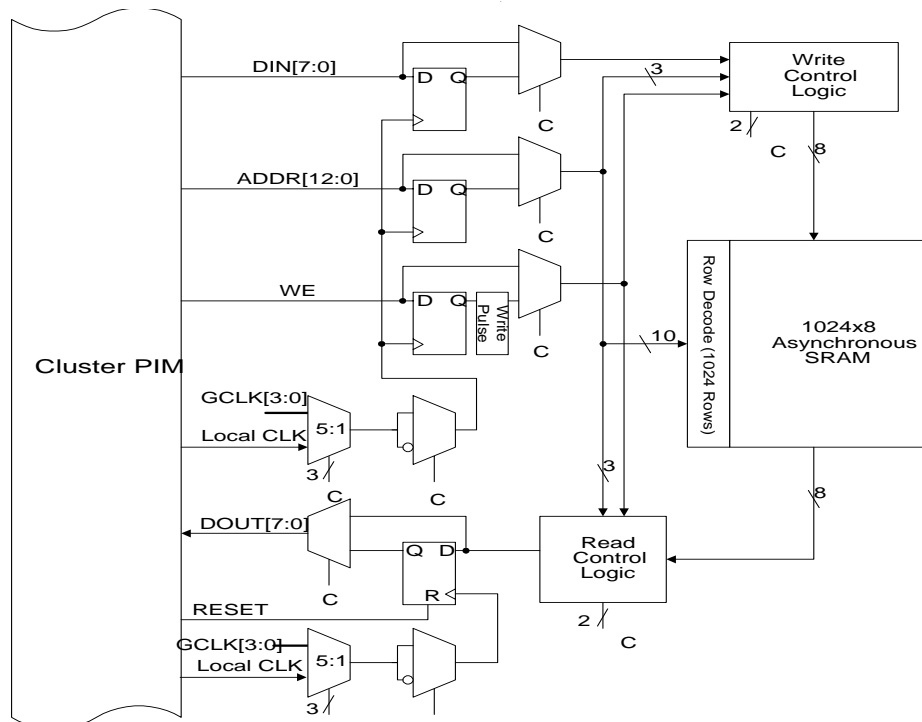 DIN[7:0]
D Q
C
3
Write
Control
Logic
2
C
8
ADDR[12:0]
D Q
C
WE
D Q
Write
Pulse
C
10
Row Decode (1024 Rows)
1024x8
Asynchronous
SRAM
Cluster PIM
GCLK[3:0]
Local CLK
5:1
3
C
C
3
8
DOUT[7:0]
C
Q D
R
Read
Control
Logic
2
C
RESET
GCLK[3:0]
Local CLK
5:1
3